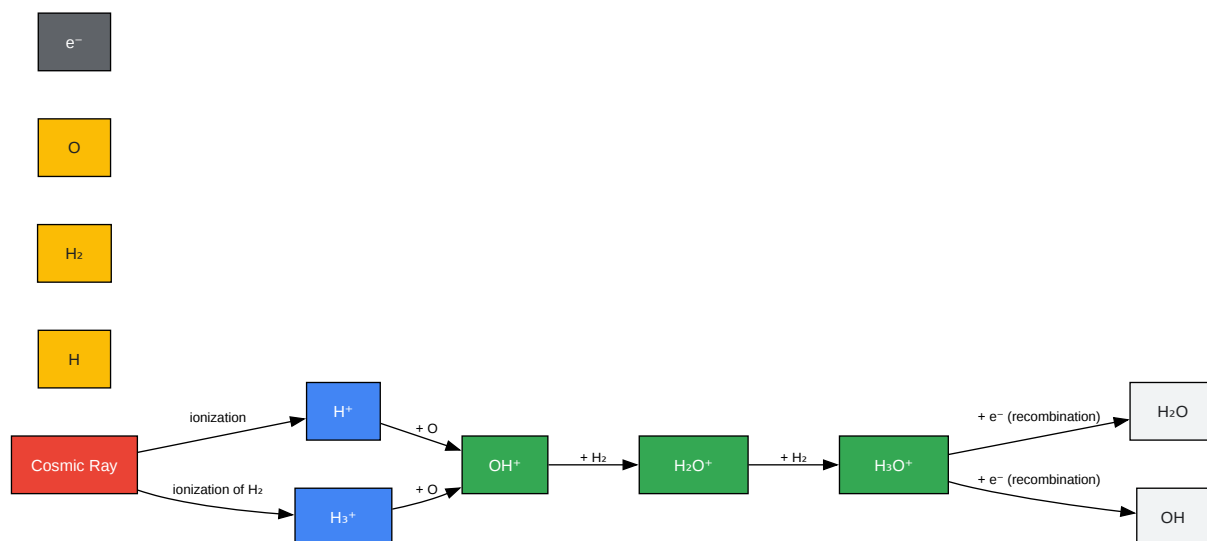 e⁻
O
H₂
H
Cosmic Ray
ionization
ionization of H₂
H⁺
H₃⁺
+ O
+ O
OH⁺
+ H₂
H₂O⁺
+ H₂
H₃O⁺
+ e⁻ (recombination)
+ e⁻ (recombination)
H₂O
OH